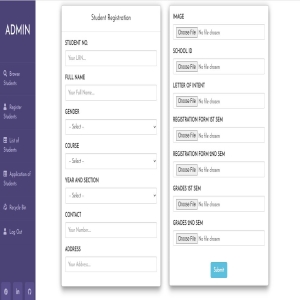 ADMIN
Browse
Students
Register
Students
List of
Students
Application of
Students
Recycle Bin
Log Out
Student Registration
STUDENT NO.
Your LRN...
FULL NAME
Your Full Name...
GENDER
-- Select --
COURSE
-- Select --
YEAR AND SECTION
-- Select --
CONTACT
Your Number...
ADDRESS
Your Address...
IMAGE
Choose File No file chosen
SCHOOL ID
Choose File No file chosen
LETTER OF INTENT
Choose File No file chosen
REGISTRATION FORM 1ST SEM
Choose File No file chosen
REGISTRATION FORM 2ND SEM
Choose File No file chosen
GRADES 1ST SEM
Choose File No file chosen
GRADES 2ND SEM
Choose File No file chosen
Submit